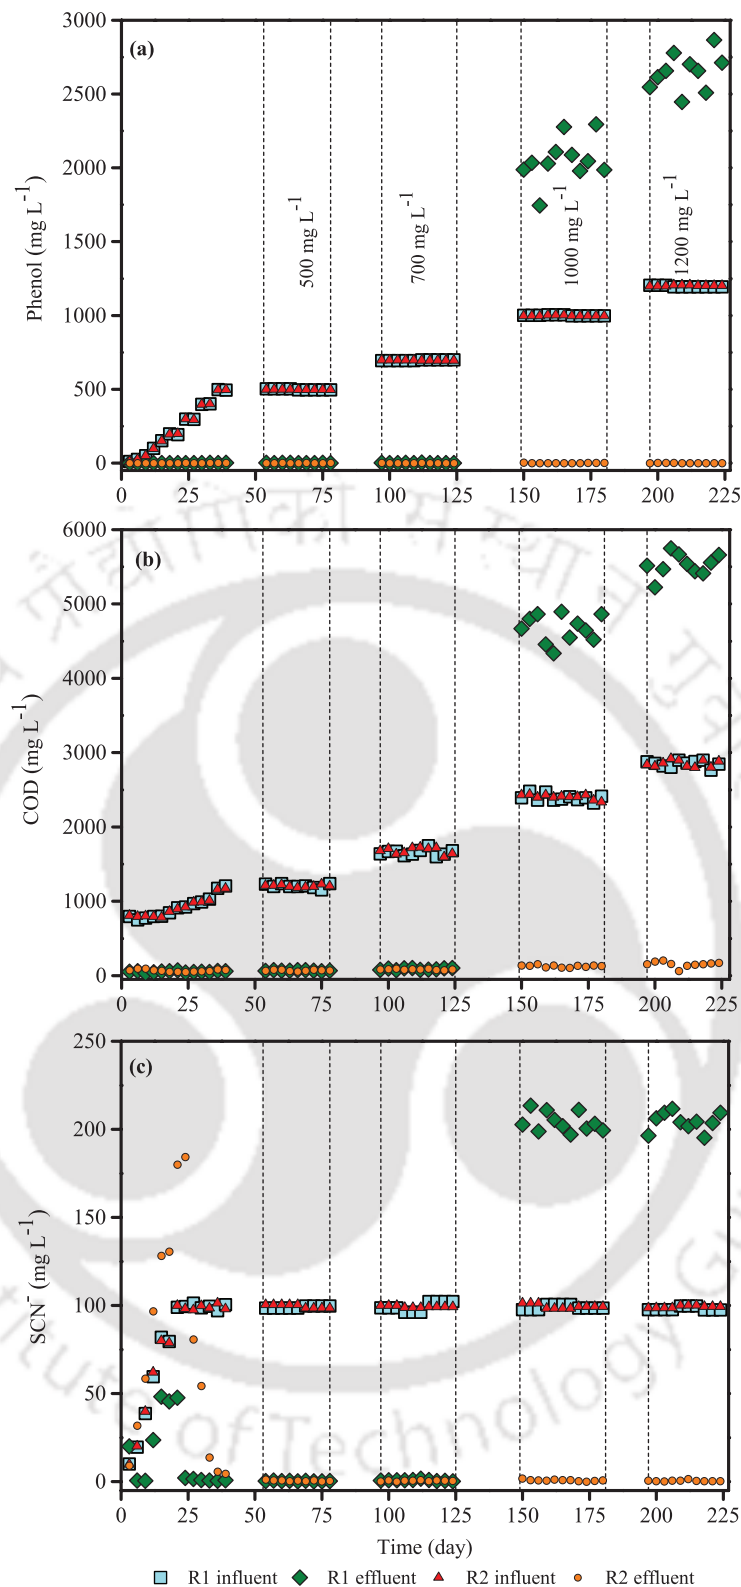 (a)
3000
2500
2000
1500
1000
500
0
Phenol (mg L-1)
500 mg L-1
700 mg L-1
1000 mg L-1
1200 mg L-1
0 25 50 75 100 125 150 175 200 225
(b)
6000
5000
4000
3000
2000
1000
0
COD (mg L-1)
0 25 50 75 100 125 150 175 200 225
(c)
250
200
150
100
50
0
SCN- (mg L-1)
0 25 50 75 100 125 150 175 200 225
Time (day)
R1 influent R1 effluent R2 influent R2 effluent
of Technology